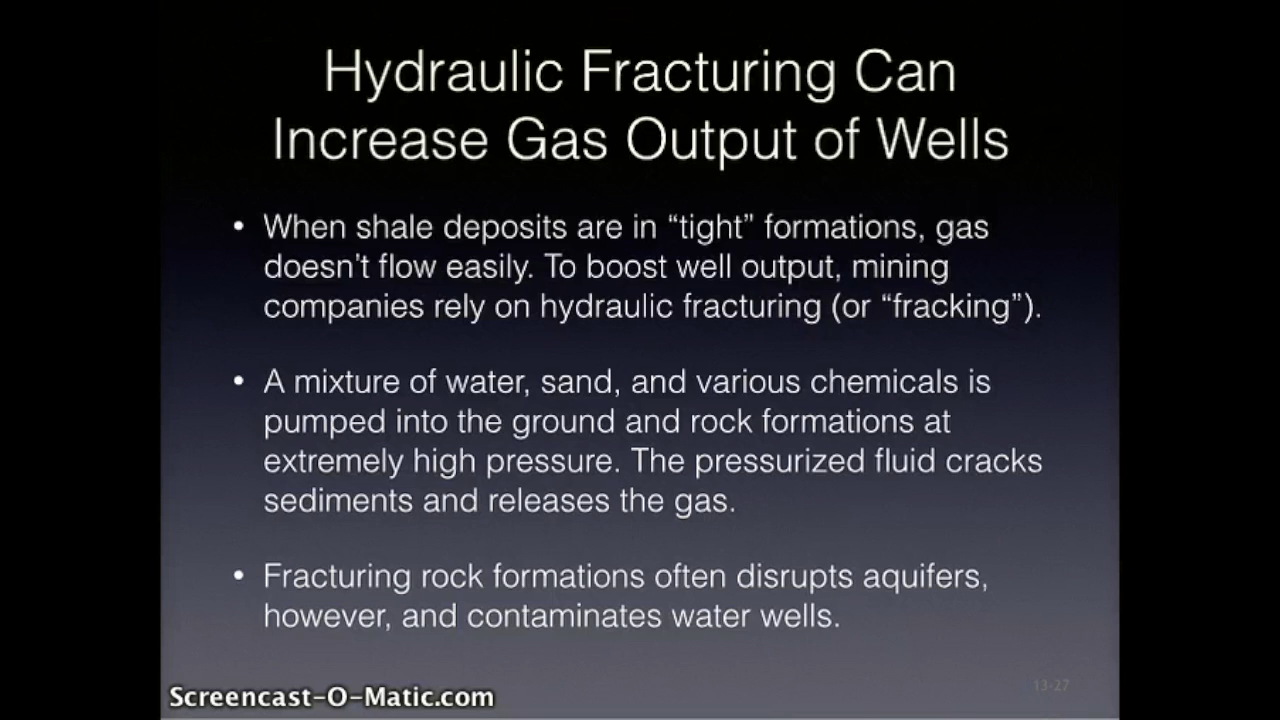 Hydraulic Fracturing Can
Increase Gas Output of Wells
• When shale deposits are in “tight” formations, gas
doesn’t flow easily. To boost well output, mining
companies rely on hydraulic fracturing (or “fracking”).
• A mixture of water, sand, and various chemicals is
pumped into the ground and rock formations at
extremely high pressure. The pressurized fluid cracks
sediments and releases the gas.
• Fracturing rock formations often disrupts aquifers,
however, and contaminates water wells.
13-27
Screencast-O-Matic.com